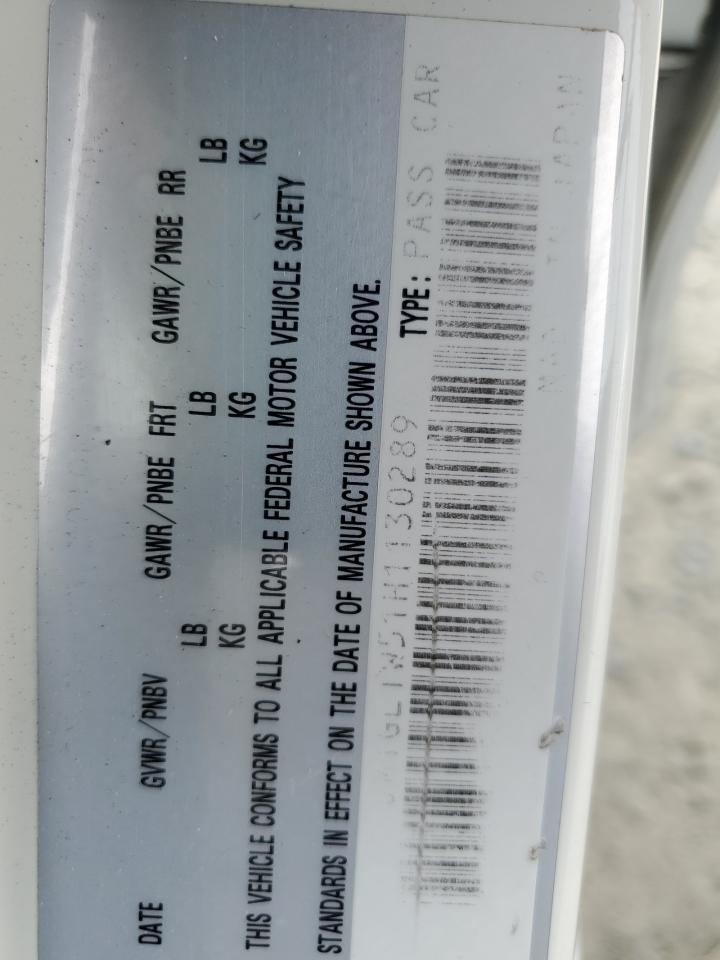 DATE GVWR/PNBV GAWR/PNBE FRT GAWR/PNBE RR
LB LB LB
KG KG KG
THIS VEHICLE CONFORMS TO ALL APPLICABLE FEDERAL MOTOR VEHICLE SAFETY
STANDARDS IN EFFECT ON THE DATE OF MANUFACTURE SHOWN ABOVE.
TYPE: PASS CAR
JAPAN